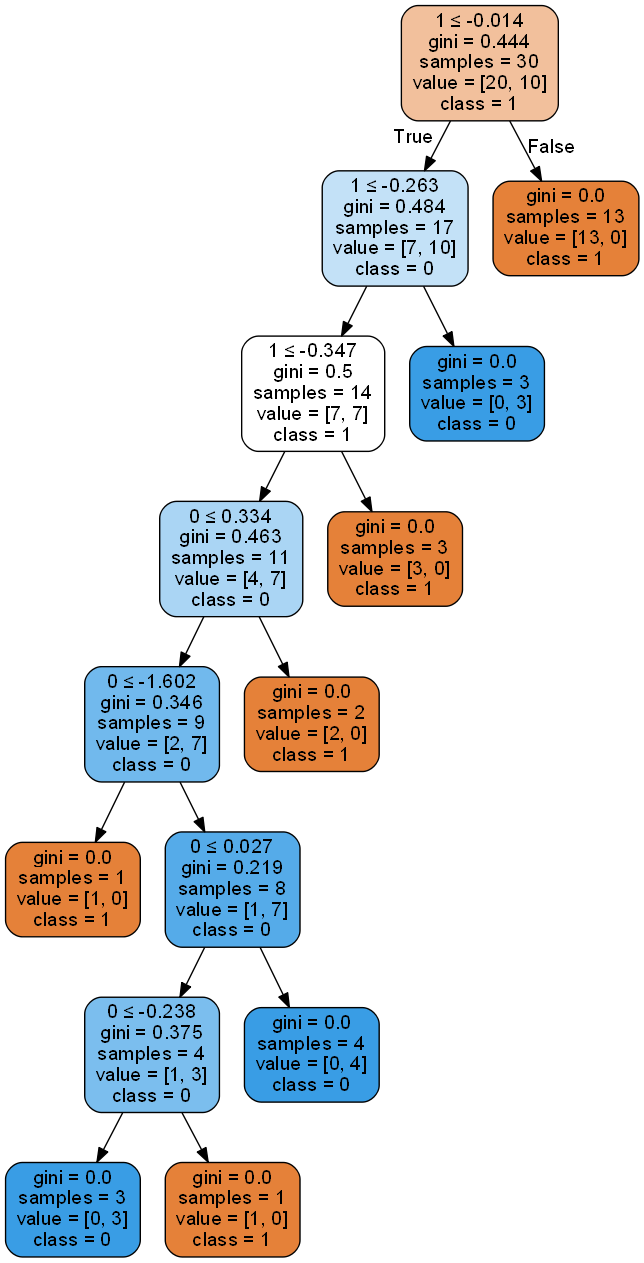 1 ≤ -0.014
gini = 0.444
samples = 30
value = [20, 10]
class = 1
True
False
1 ≤ -0.263
gini = 0.484
samples = 17
value = [7, 10]
class = 0
gini = 0.0
samples = 13
value = [13, 0]
class = 1
1 ≤ -0.347
gini = 0.5
samples = 14
value = [7, 7]
class = 1
gini = 0.0
samples = 3
value = [0, 3]
class = 0
0 ≤ 0.334
gini = 0.463
samples = 11
value = [4, 7]
class = 0
gini = 0.0
samples = 3
value = [3, 0]
class = 1
0 ≤ -1.602
gini = 0.346
samples = 9
value = [2, 7]
class = 0
gini = 0.0
samples = 2
value = [2, 0]
class = 1
gini = 0.0
samples = 1
value = [1, 0]
class = 1
0 ≤ 0.027
gini = 0.219
samples = 8
value = [1, 7]
class = 0
0 ≤ -0.238
gini = 0.375
samples = 4
value = [1, 3]
class = 0
gini = 0.0
samples = 4
value = [0, 4]
class = 0
gini = 0.0
samples = 3
value = [0, 3]
class = 0
gini = 0.0
samples = 1
value = [1, 0]
class = 1